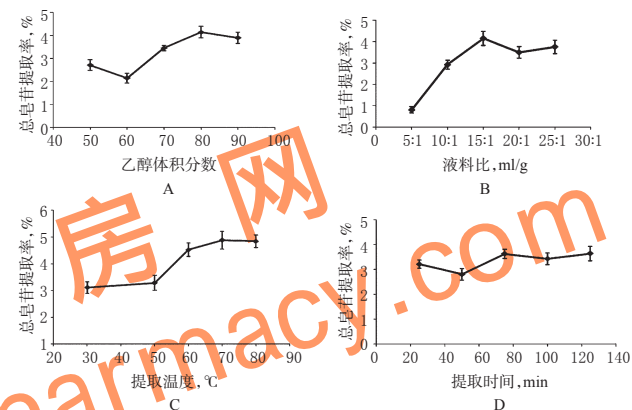 总皂苷提取率, %
5
4
3
2
1
0
40 50 60 70 80 90 100
乙醇体积分数
A
总皂苷提取率, %
5
4
3
2
1
0
0 5∶1 10∶1 15∶1 20∶1 25∶1 30∶1
液料比, ml/g
B
总皂苷提取率, %
6
5
4
3
2
1
20 30 40 50 60 70 80 90
提取温度, ℃
C
总皂苷提取率, %
5
4
3
2
1
0
0 20 40 60 80 100 120 140
提取时间, min
D
房 网
armacy.com